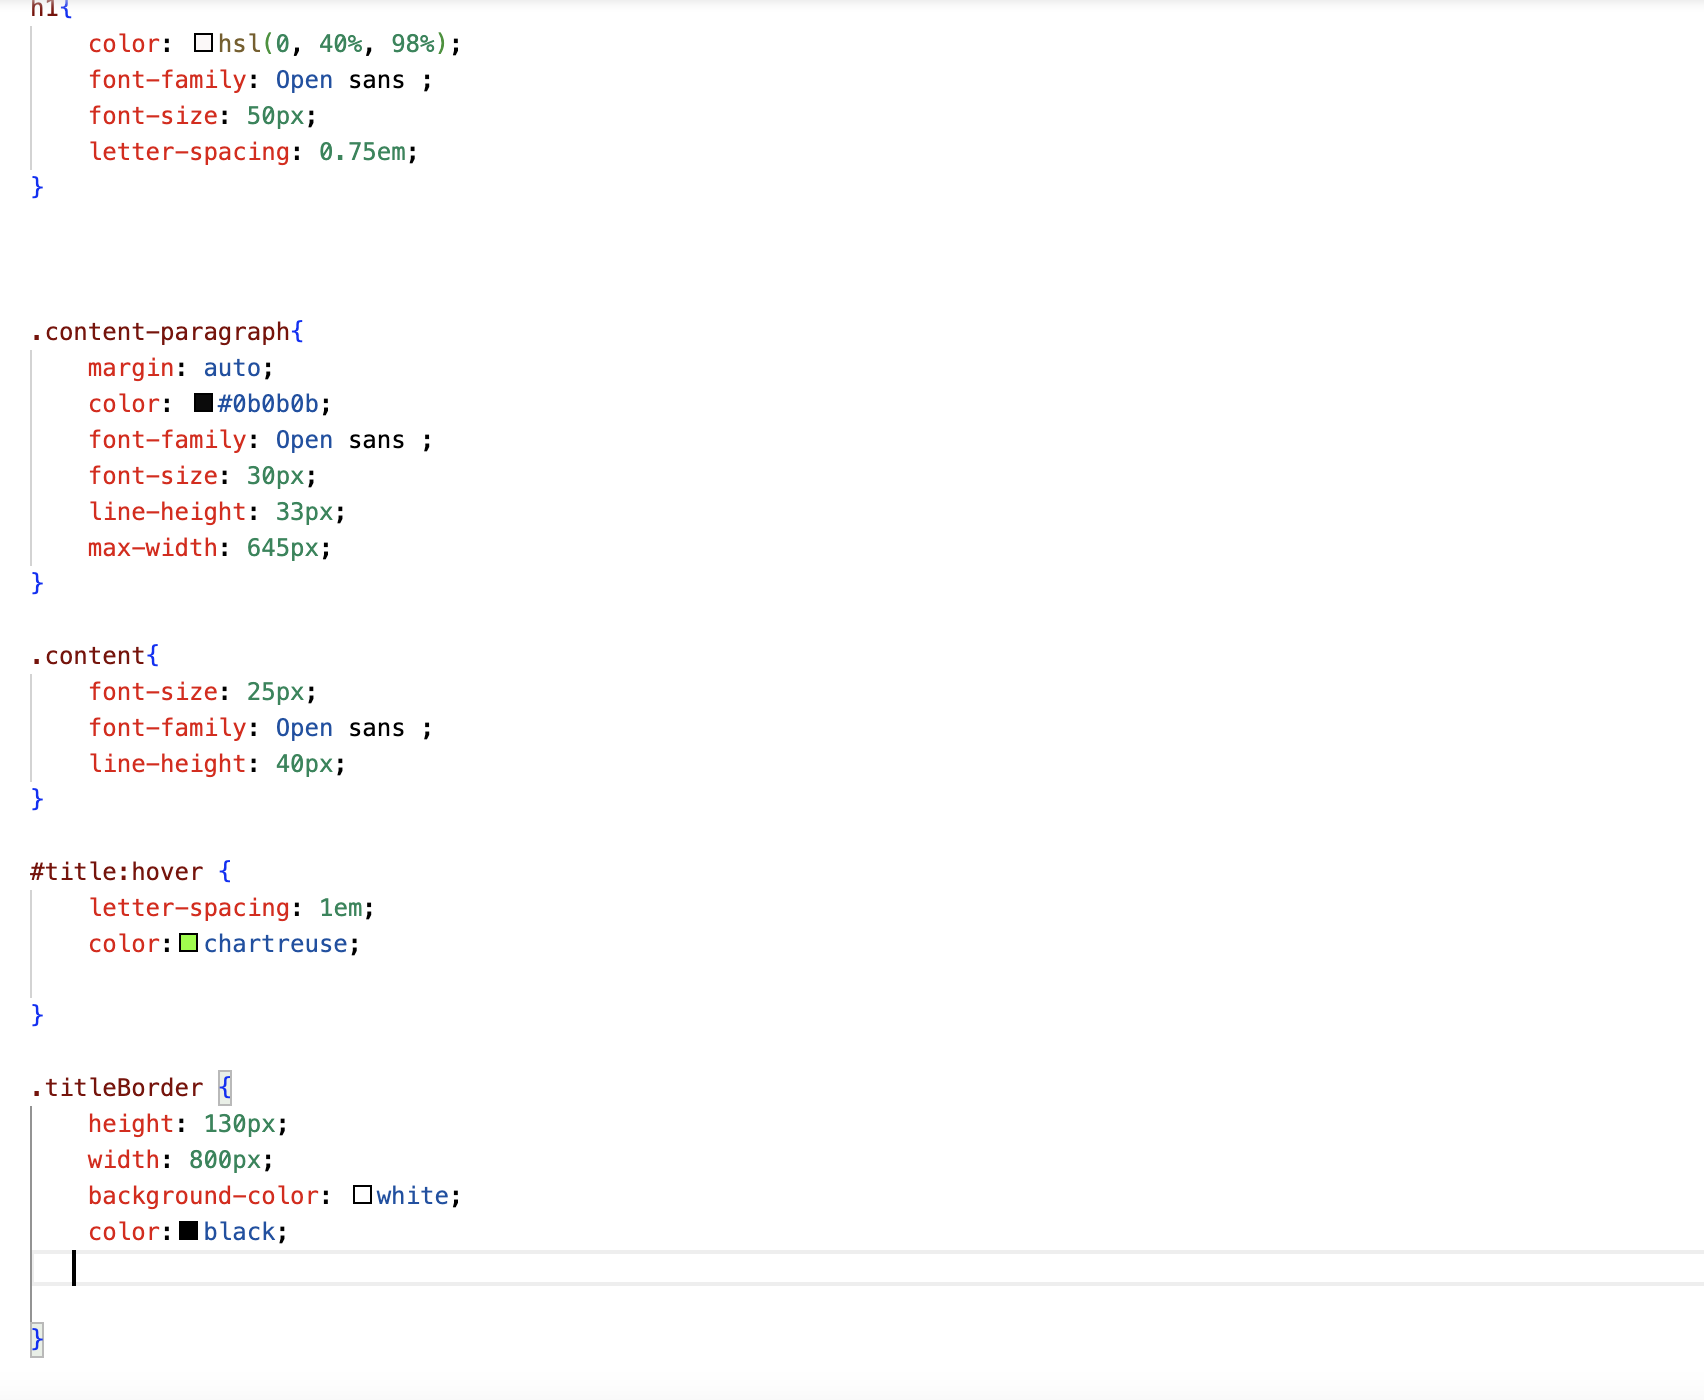 h1{
color: hsl(0, 40%, 98%);
font-family: Open sans ;
font-size: 50px;
letter-spacing: 0.75em;
}
.content-paragraph{
margin: auto;
color: #0b0b0b;
font-family: Open sans ;
font-size: 30px;
line-height: 33px;
max-width: 645px;
}
.content{
font-size: 25px;
font-family: Open sans ;
line-height: 40px;
}
#title:hover {
letter-spacing: 1em;
color: chartreuse;
}
.titleBorder {
height: 130px;
width: 800px;
background-color: white;
color: black;
}